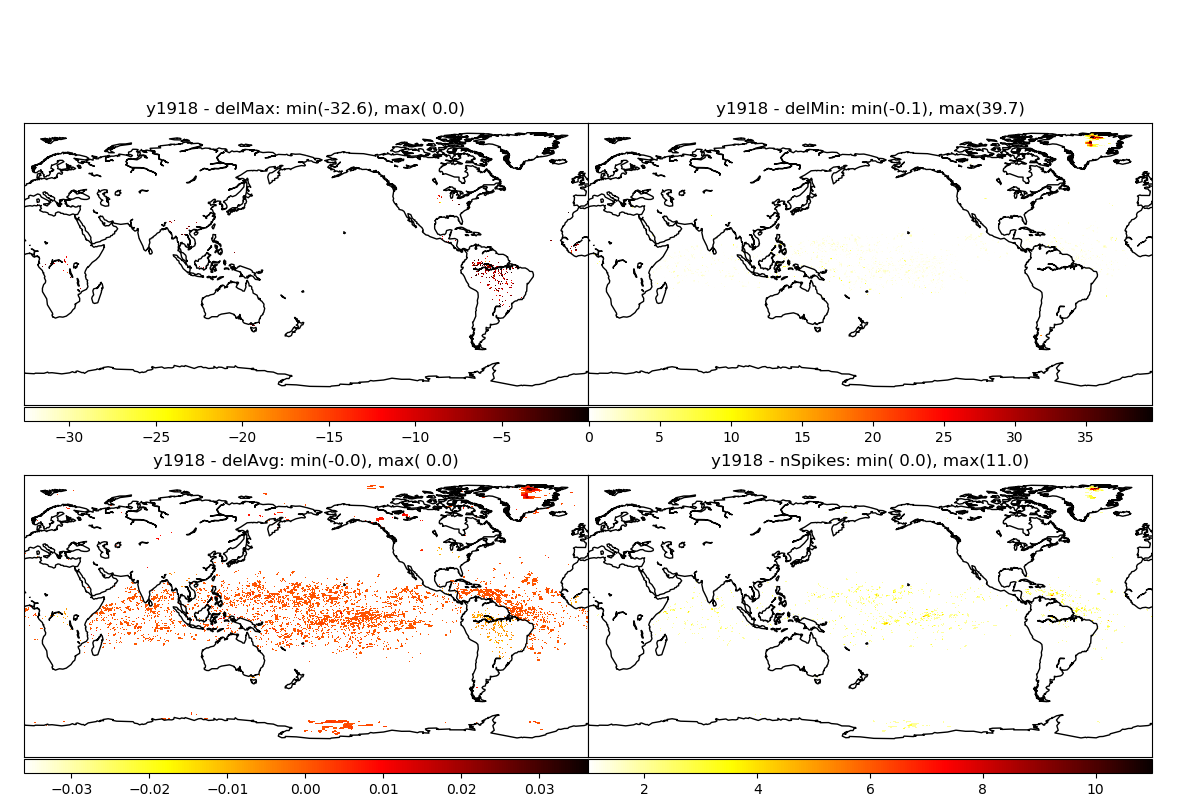 y1918 - delMax: min(-32.6), max( 0.0)
y1918 - delMin: min(-0.1), max(39.7)
−30 −25 −20 −15 −10 −5
0 5 10 15 20 25 30 35
y1918 - delAvg: min(-0.0), max( 0.0)
y1918 - nSpikes: min( 0.0), max(11.0)
−0.03 −0.02 −0.01 0.00 0.01 0.02 0.03
2 4 6 8 10